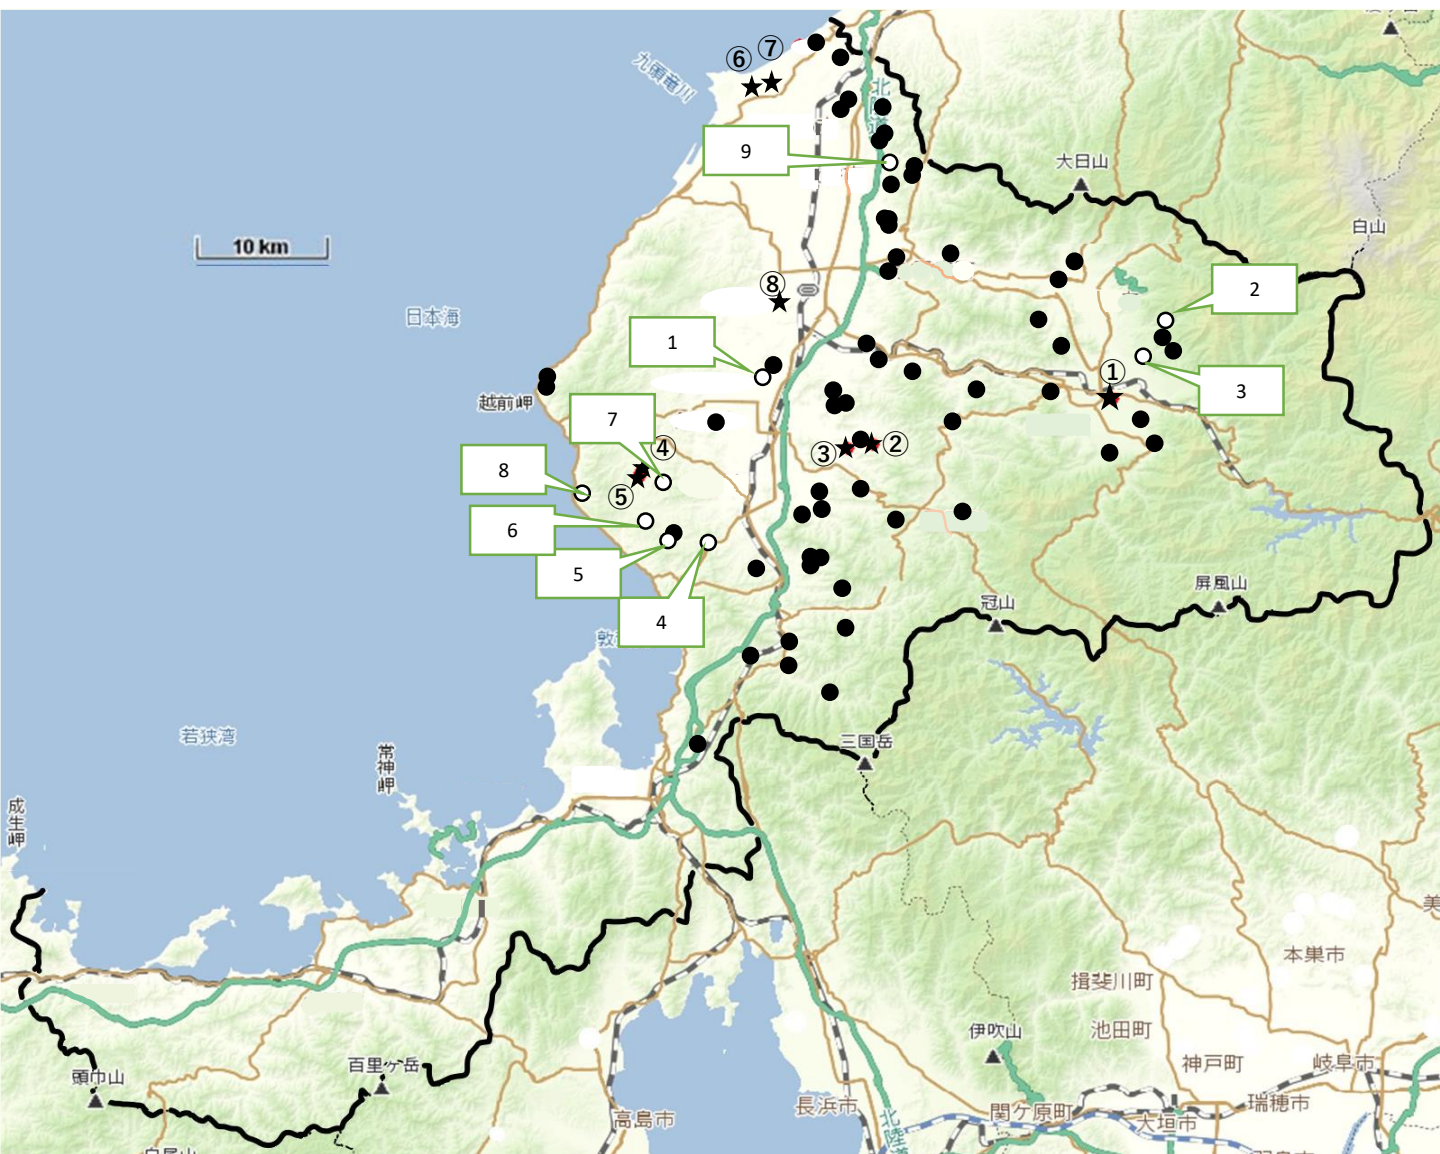 ⑥
⑦
九頭竜川
北陸道
9
大日山
白山
10 km
2
⑧
日本海
1
3
①
越前岬
7
④
③
②
8
⑤
6
5
4
屏風山
冠山
若狭湾
常神岬
三国岳
成生岬
本巣市
揖斐川町
伊吹山
池田町
神戸町
岐阜市
百里ケ岳
頭巾山
高島市
長浜市
関ケ原町
瑞穂市
大垣市